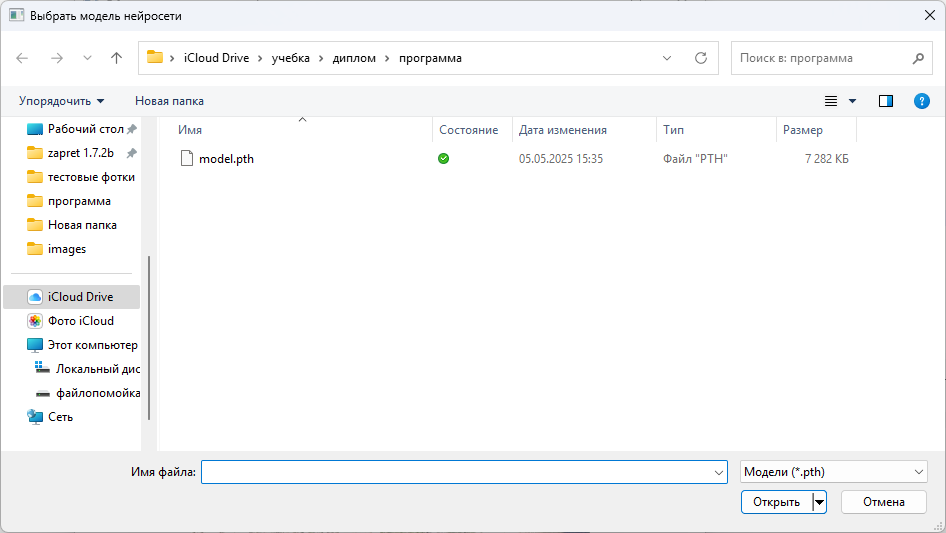 Выбрать модель нейросети
iCloud Drive учебка диплом программа
Поиск в: программа
Упорядочить Новая папка
Имя Состояние Дата изменения Тип Размер
model.pth 05.05.2025 15:35 Файл "PTH" 7 282 КБ
Рабочий стол
zapret 1.7.2b
тестовые фотки
программа
Новая папка
images
iCloud Drive
Фото iCloud
Этот компьютер
Локальный дис
файлопомойка
Сеть
Имя файла:
Модели (*.pth)
Открыть Отмена